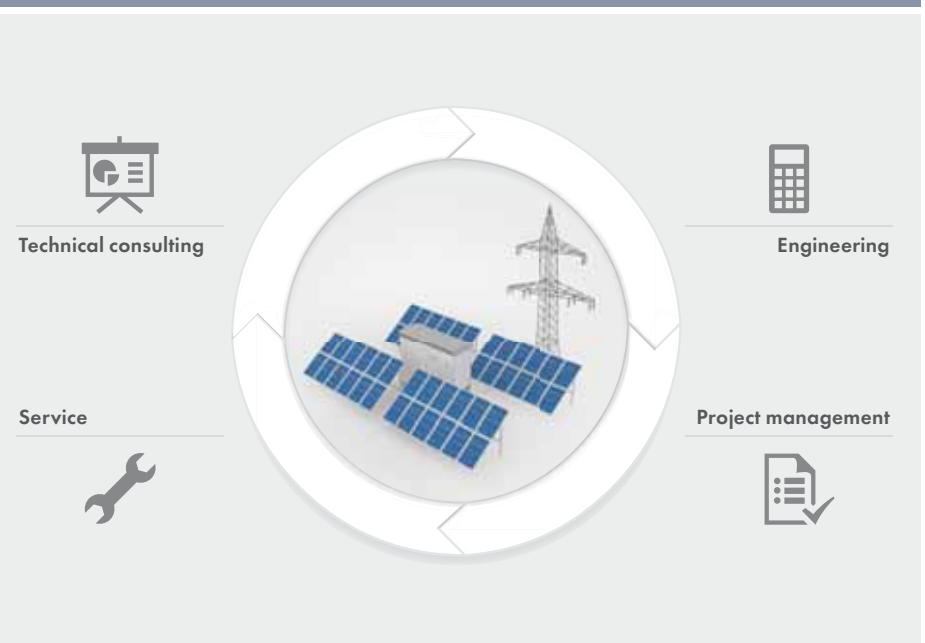 Technical consulting
Engineering
Service
Project management